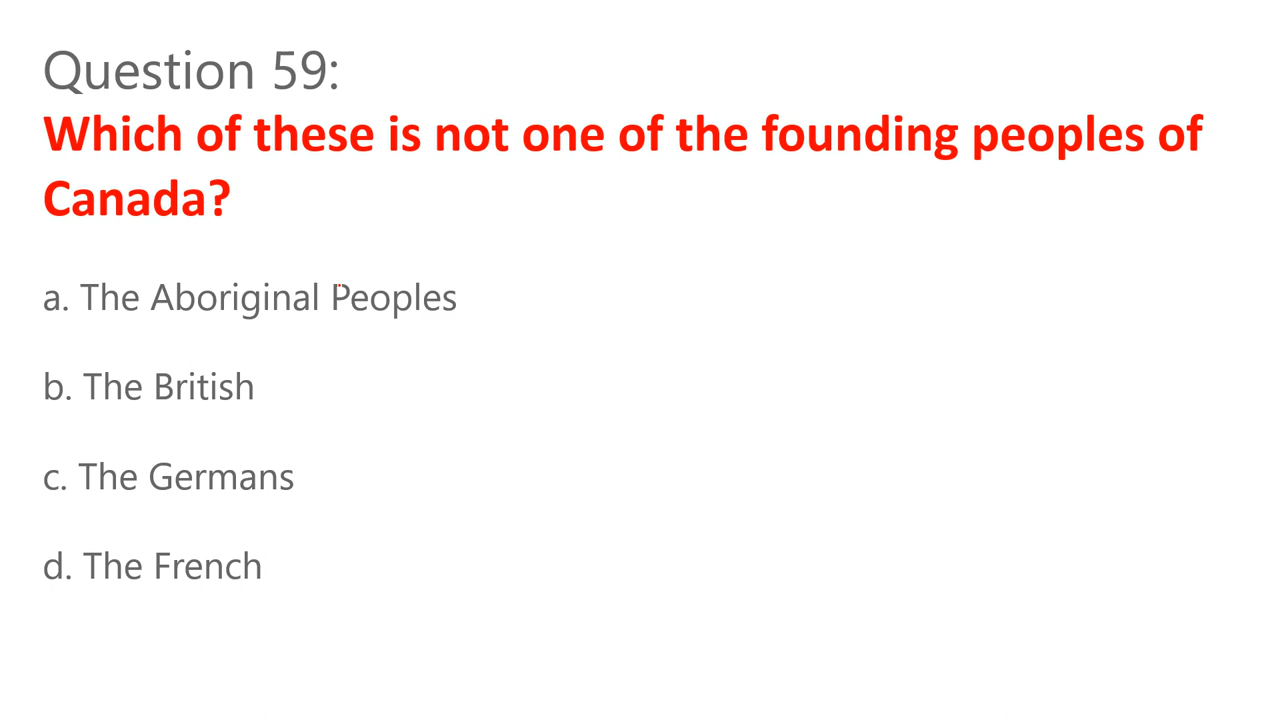 Question 59:
Which of these is not one of the founding peoples of
Canada?
a. The Aboriginal Peoples
b. The British
c. The Germans
d. The French